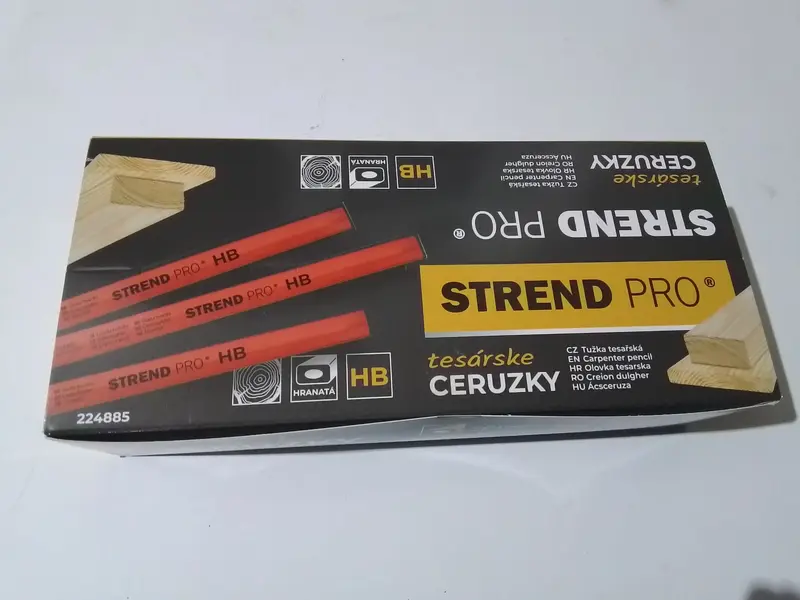 HRANATÁ
HB
CZ Tužka tesařská
EN Carpenter pencil
HR Olovka tesarska
RO Creion dulgher
HU Ácsceruza
tesárske
CERUZKY
STREND PRO®
STREND PRO® HB
STREND PRO® HB
STREND PRO® HB
STREND PRO®
tesárske
CERUZKY
CZ Tužka tesařská
EN Carpenter pencil
HR Olovka tesarska
RO Creion dulgher
HU Ácsceruza
HRANATÁ
HB
224885